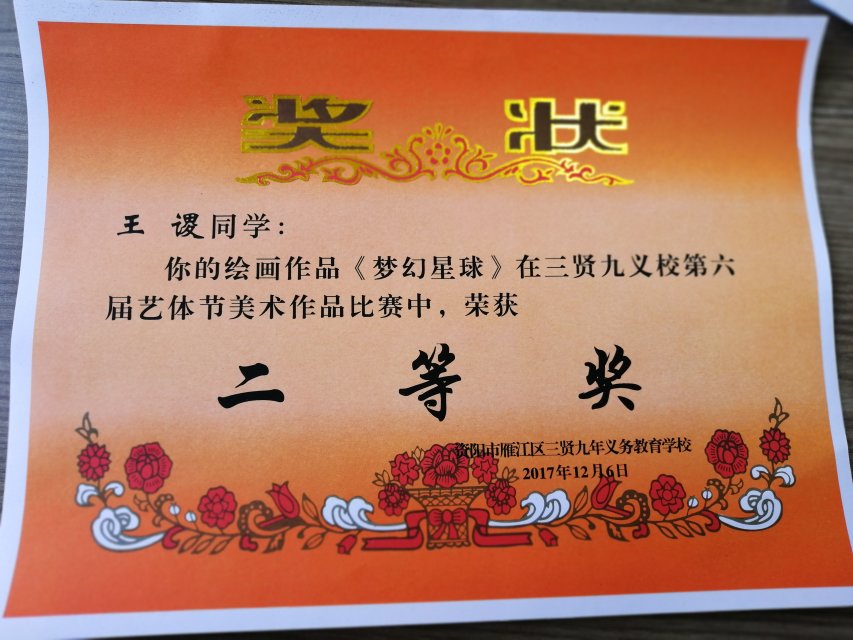 奖 状
王 谡同学：
你的绘画作品《梦幻星球》在三贤九义校第六
届艺体节美术作品比赛中，荣获
二 等 奖
资阳市雁江区三贤九年义务教育学校
2017年12月6日